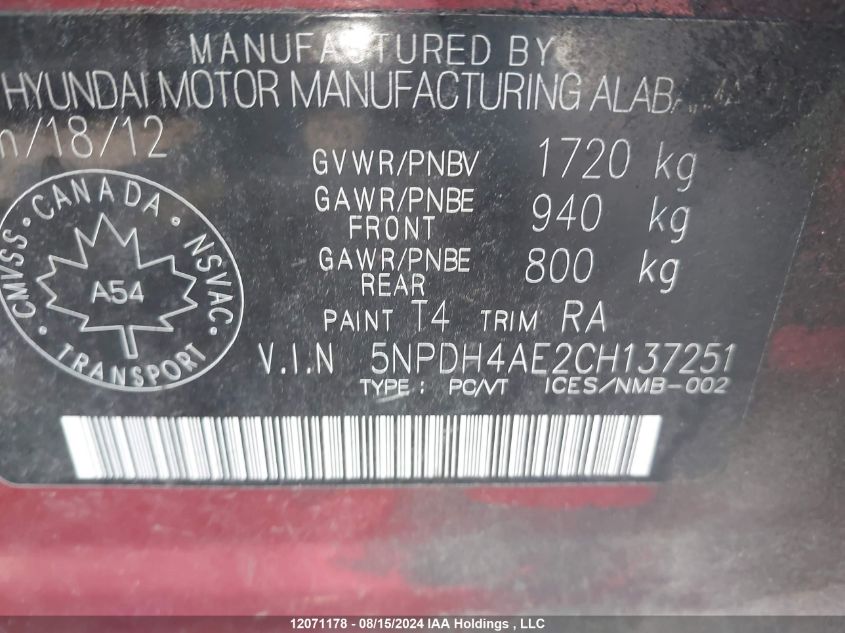 MANUFACTURED BY
HYUNDAI MOTOR MANUFACTURING
/18/12
GVWR/PNBV 1720 kg
GAWR/PNBE FRONT 940 kg
GAWR/PNBE REAR 800 kg
PAINT T4 TRIM RA
V.I.N 5NPDH4AE2CH137251
TYPE : PC/VT ICES/NMB-002
CANADA
CMVSS · NSVAC
A54
TRANSPORT
12071178 - 08/15/2024 IAA Holdings , LLC